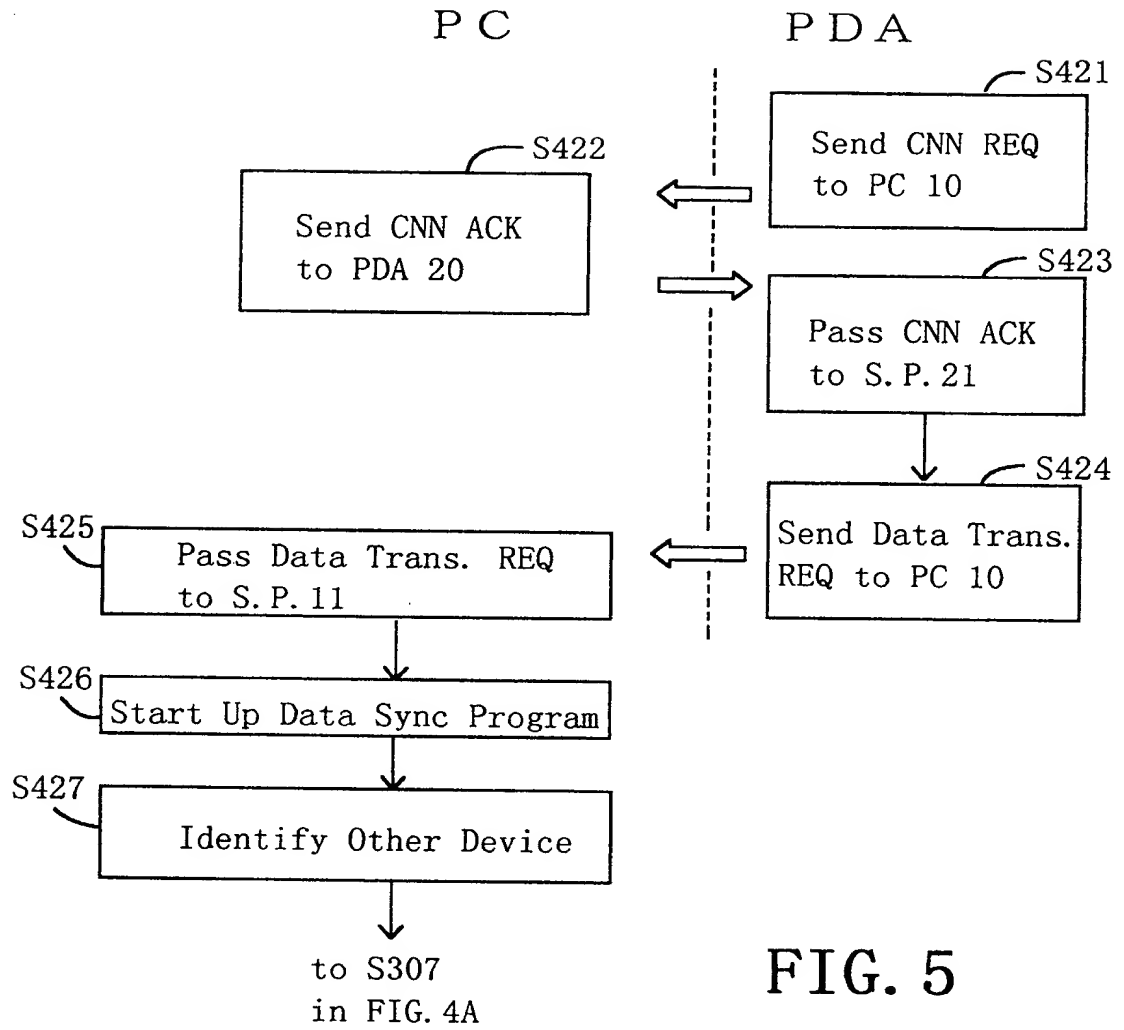 PC
PDA
S421
Send CNN REQ
to PC 10
S422
Send CNN ACK
to PDA 20
S423
Pass CNN ACK
to S.P.21
S424
Send Data Trans.
REQ to PC 10
S425
Pass Data Trans. REQ
to S.P.11
S426
Start Up Data Sync Program
S427
Identify Other Device
to S307
in FIG.4A
FIG.5